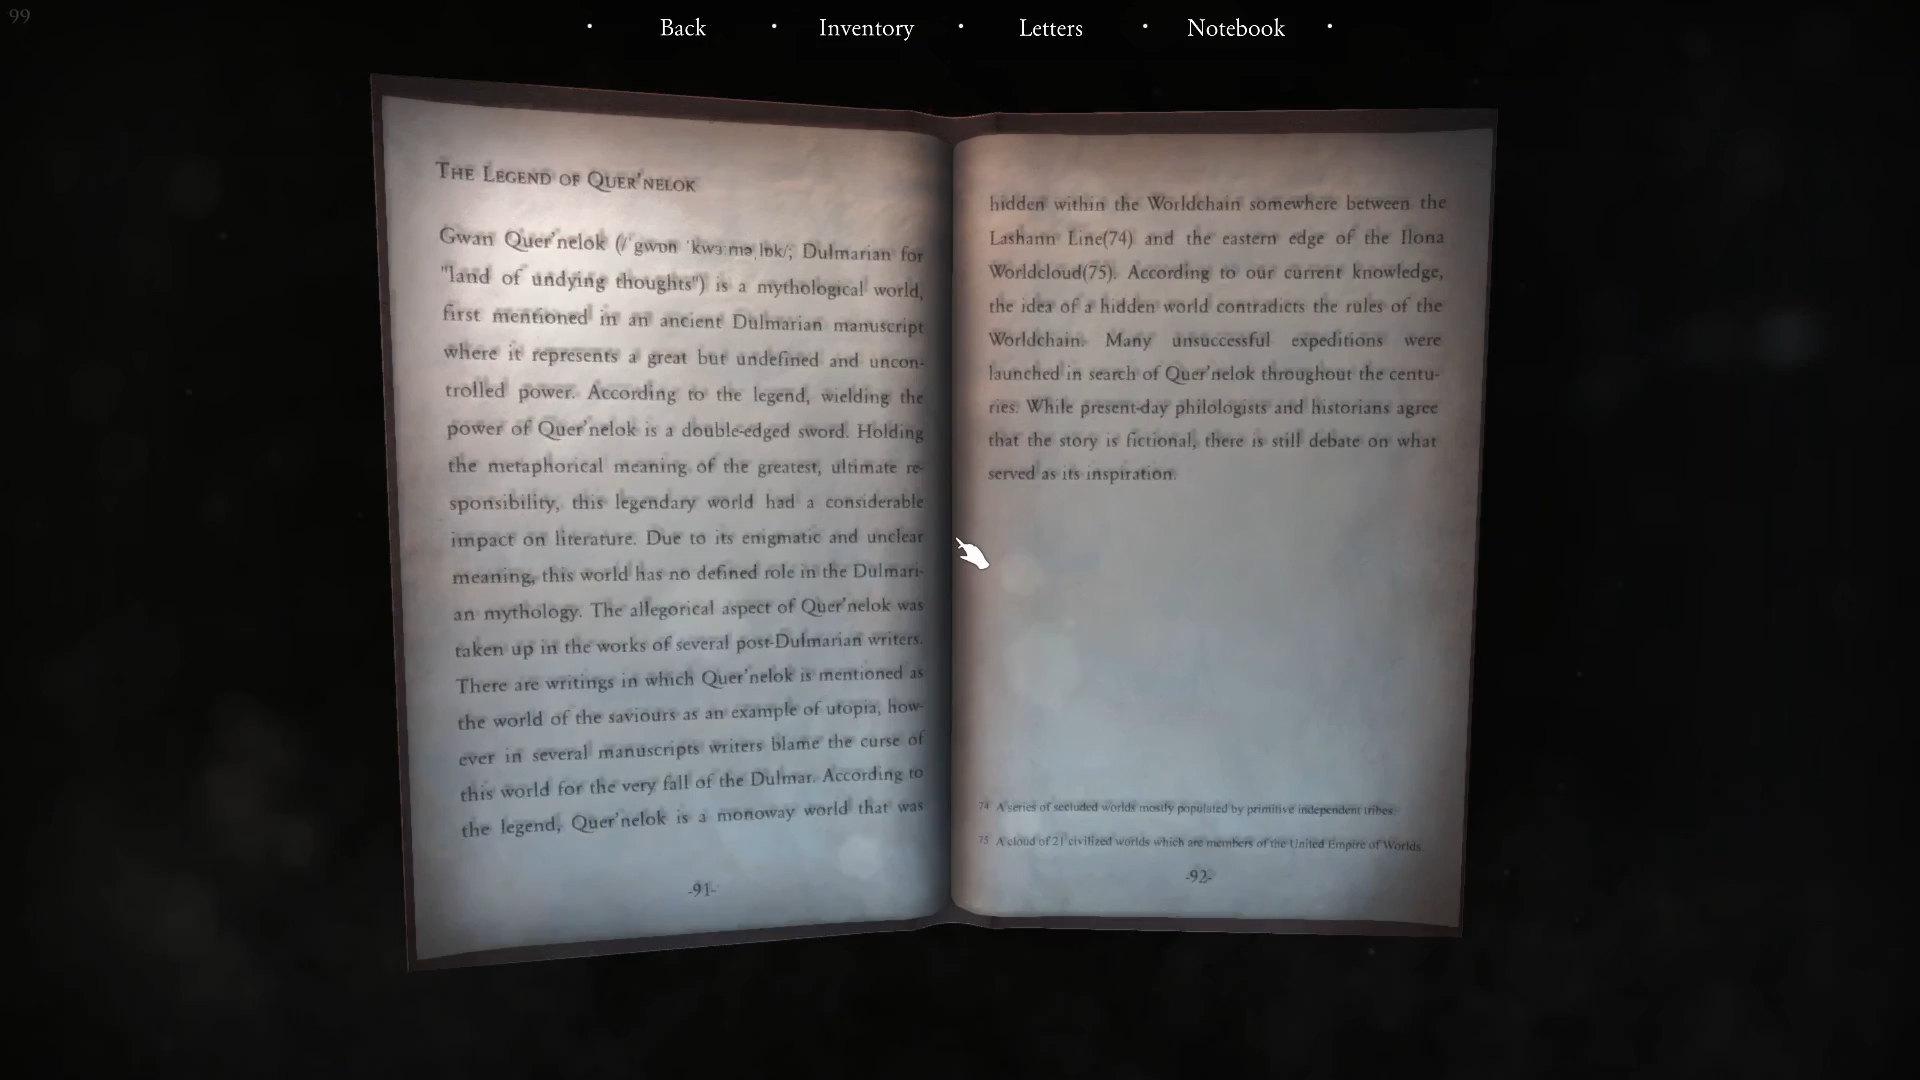 99
Back
Inventory
Letters
Notebook
THE LEGEND OF QUER'NELOK
Gwan Quer'nelok (/ˈgwɒn ˈkwɜːməˌlɒk/; Dulmarian for
"land of undying thoughts") is a mythological world,
first mentioned in an ancient Dulmarian manuscript
where it represents a great but undefined and uncon-
trolled power. According to the legend, wielding the
power of Quer'nelok is a double-edged sword. Holding
the metaphorical meaning of the greatest, ultimate re-
sponsibility, this legendary world had a considerable
impact on literature. Due to its enigmatic and unclear
meaning, this world has no defined role in the Dulmari-
an mythology. The allegorical aspect of Quer'nelok was
taken up in the works of several post-Dulmarian writers.
There are writings in which Quer'nelok is mentioned as
the world of the saviours as an example of utopia, how-
ever in several manuscripts writers blame the curse of
this world for the very fall of the Dulmar. According to
the legend, Quer'nelok is a monoway world that was
-91-
hidden within the Worldchain somewhere between the
Lashann Line(74) and the eastern edge of the Ilona
Worldcloud(75). According to our current knowledge,
the idea of a hidden world contradicts the rules of the
Worldchain. Many unsuccessful expeditions were
launched in search of Quer'nelok throughout the centu-
ries. While present-day philologists and historians agree
that the story is fictional, there is still debate on what
served as its inspiration.
74 A series of secluded worlds mostly populated by primitive independent tribes.
75 A cloud of 21 civilized worlds which are members of the United Empire of Worlds.
-92-